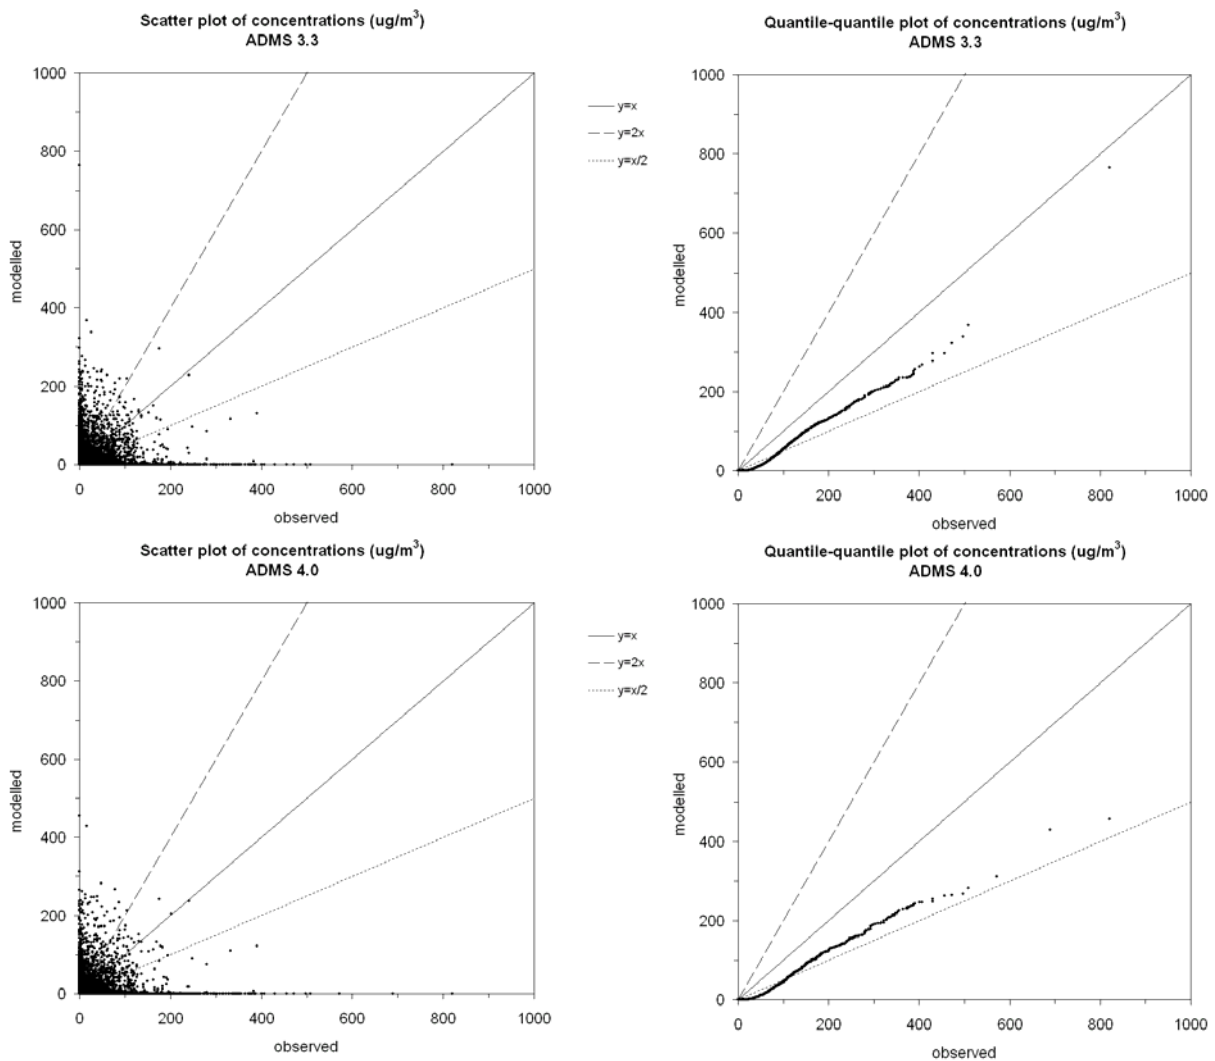 Scatter plot of concentrations (ug/m³)
ADMS 3.3
1000
800
600
400
200
0
modelled
0 200 400 600 800 1000
observed
y=x
y=2x
y=x/2
Quantile-quantile plot of concentrations (ug/m³)
ADMS 3.3
1000
800
600
400
200
0
modelled
0 200 400 600 800 1000
observed
Scatter plot of concentrations (ug/m³)
ADMS 4.0
1000
800
600
400
200
0
modelled
0 200 400 600 800 1000
observed
y=x
y=2x
y=x/2
Quantile-quantile plot of concentrations (ug/m³)
ADMS 4.0
1000
800
600
400
200
0
modelled
0 200 400 600 800 1000
observed